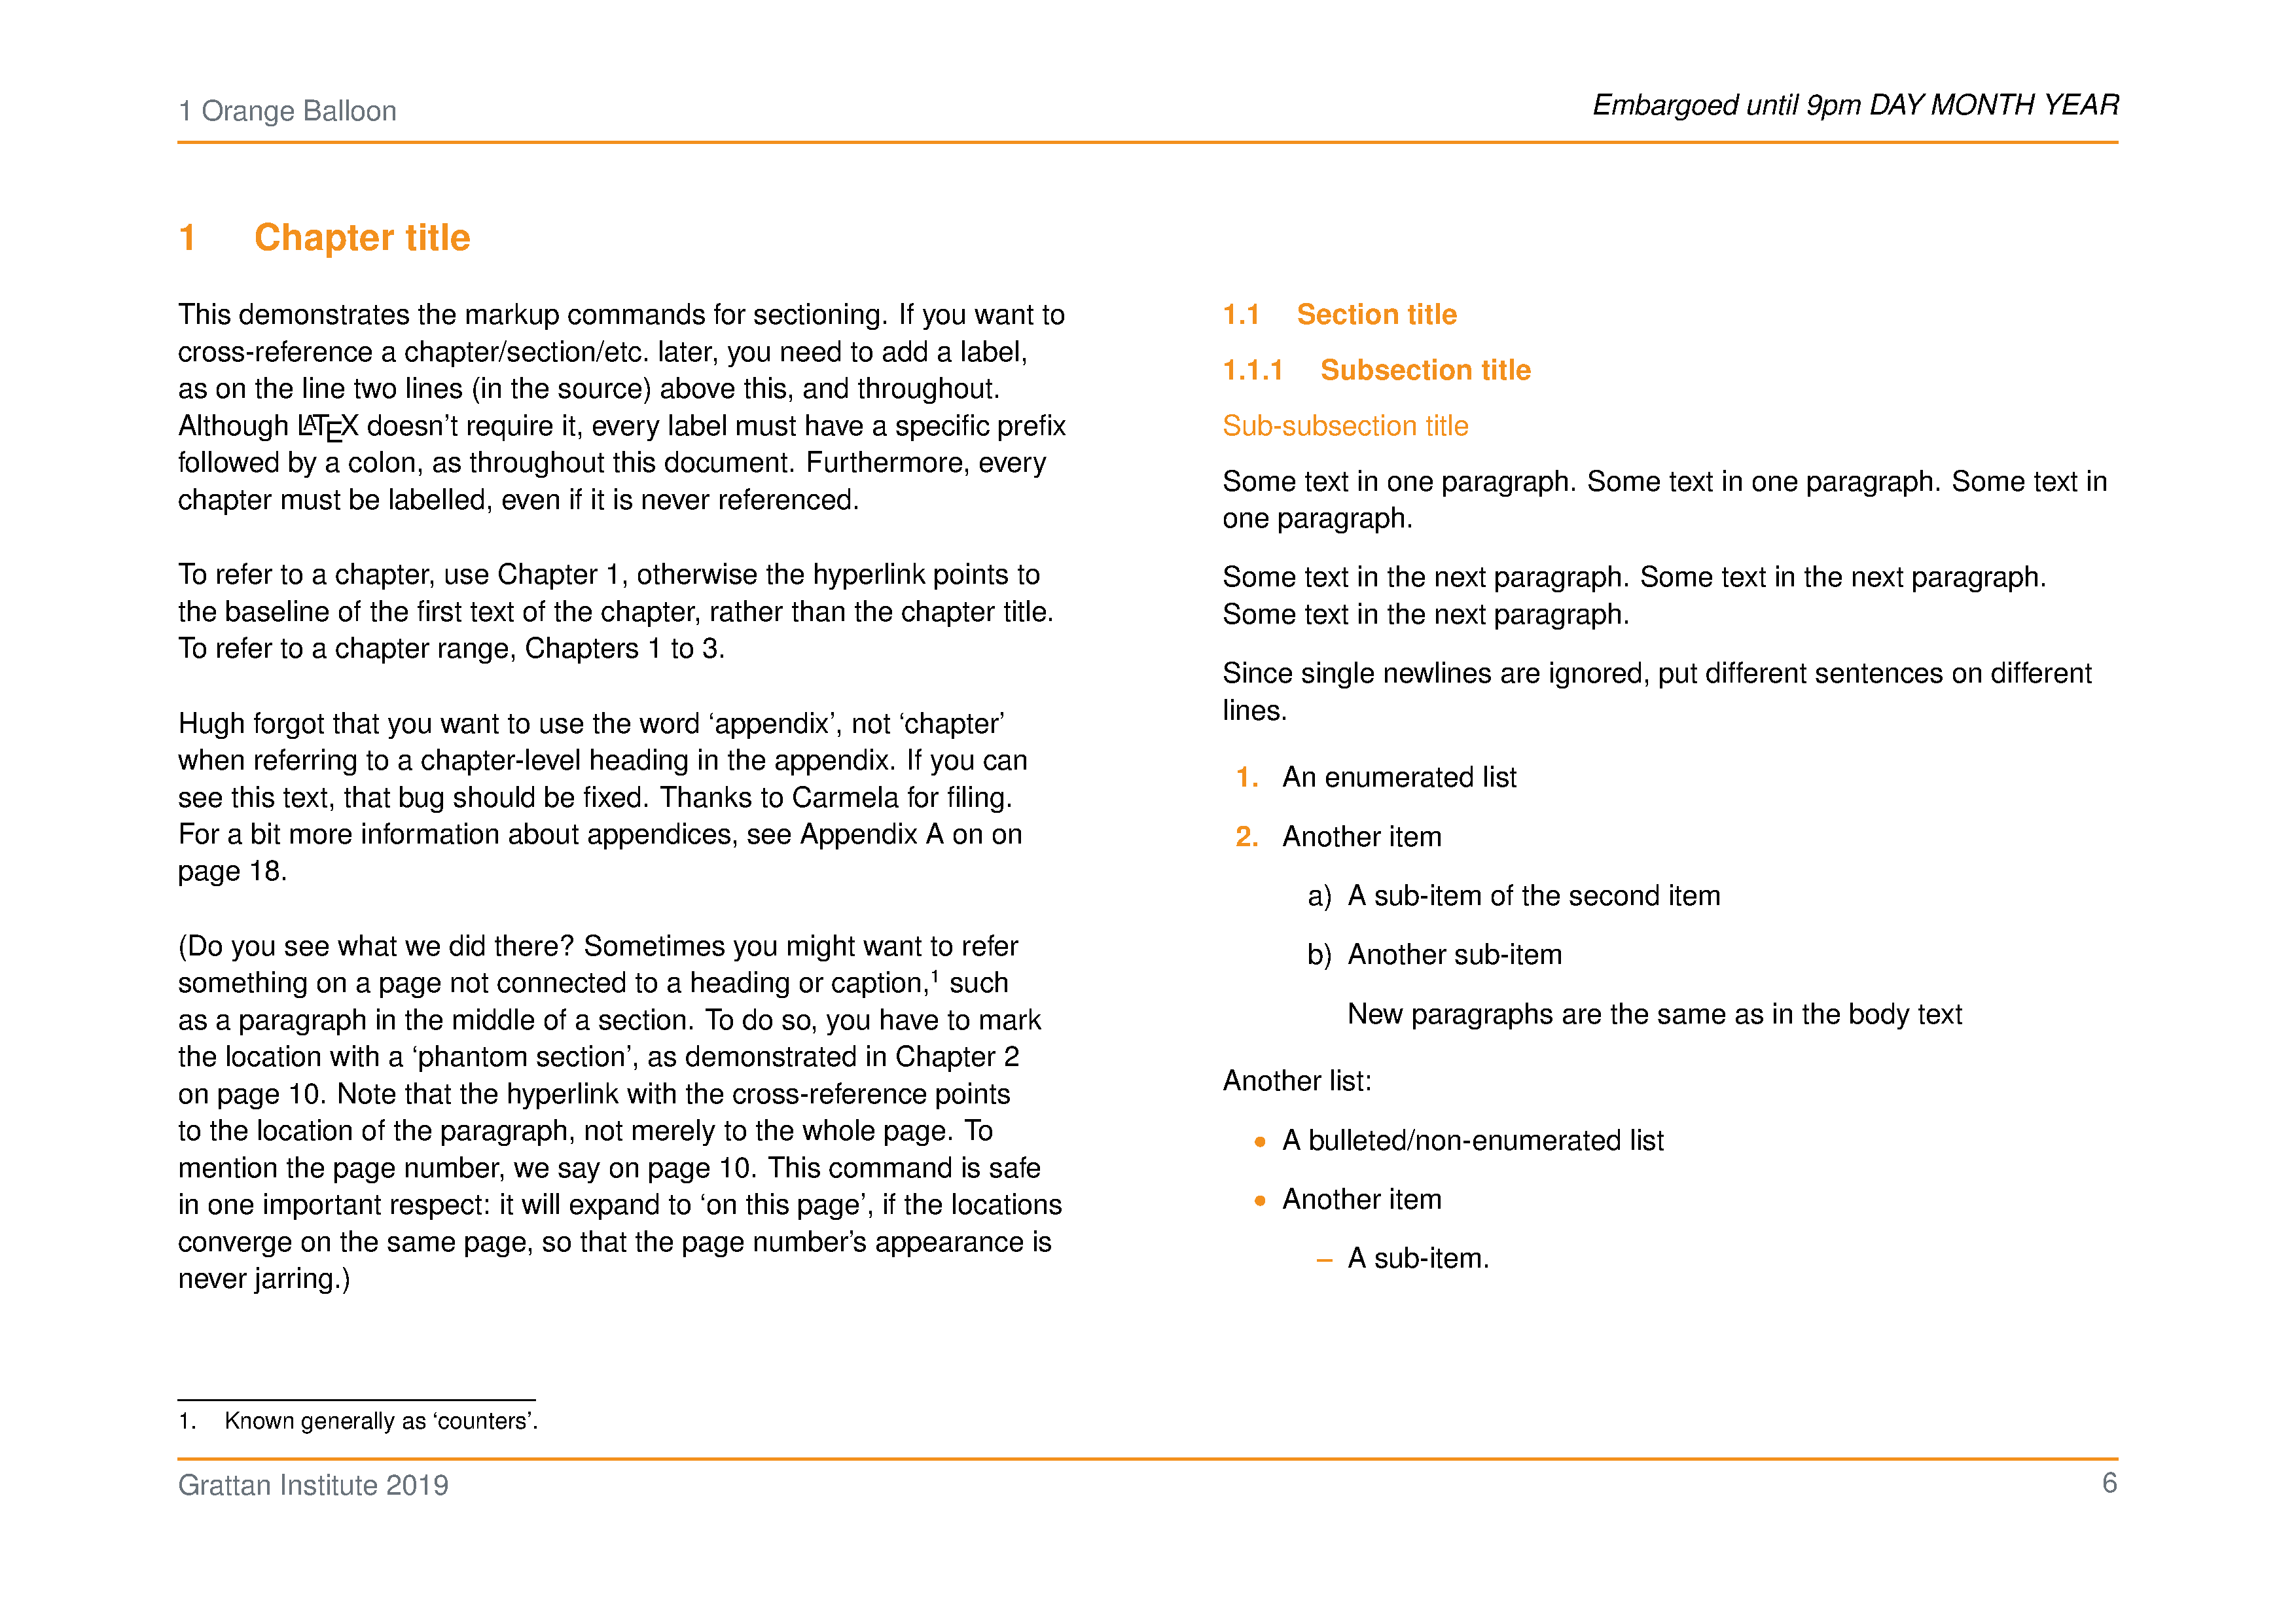 1 Orange Balloon
Embargoed until 9pm DAY MONTH YEAR
1 Chapter title
This demonstrates the markup commands for sectioning. If you want to
cross-reference a chapter/section/etc. later, you need to add a label,
as on the line two lines (in the source) above this, and throughout.
Although LATEX doesn't require it, every label must have a specific prefix
followed by a colon, as throughout this document. Furthermore, every
chapter must be labelled, even if it is never referenced.
To refer to a chapter, use Chapter 1, otherwise the hyperlink points to
the baseline of the first text of the chapter, rather than the chapter title.
To refer to a chapter range, Chapters 1 to 3.
Hugh forgot that you want to use the word ‘appendix’, not ‘chapter’
when referring to a chapter-level heading in the appendix. If you can
see this text, that bug should be fixed. Thanks to Carmela for filing.
For a bit more information about appendices, see Appendix A on on
page 18.
(Do you see what we did there? Sometimes you might want to refer
something on a page not connected to a heading or caption,¹ such
as a paragraph in the middle of a section. To do so, you have to mark
the location with a ‘phantom section’, as demonstrated in Chapter 2
on page 10. Note that the hyperlink with the cross-reference points
to the location of the paragraph, not merely to the whole page. To
mention the page number, we say on page 10. This command is safe
in one important respect: it will expand to ‘on this page’, if the locations
converge on the same page, so that the page number’s appearance is
never jarring.)
1. Known generally as ‘counters’.
1.1 Section title
1.1.1 Subsection title
Sub-subsection title
Some text in one paragraph. Some text in one paragraph. Some text in
one paragraph.
Some text in the next paragraph. Some text in the next paragraph.
Some text in the next paragraph.
Since single newlines are ignored, put different sentences on different
lines.
1. An enumerated list
2. Another item
a) A sub-item of the second item
b) Another sub-item
New paragraphs are the same as in the body text
Another list:
• A bulleted/non-enumerated list
• Another item
– A sub-item.
Grattan Institute 2019
6